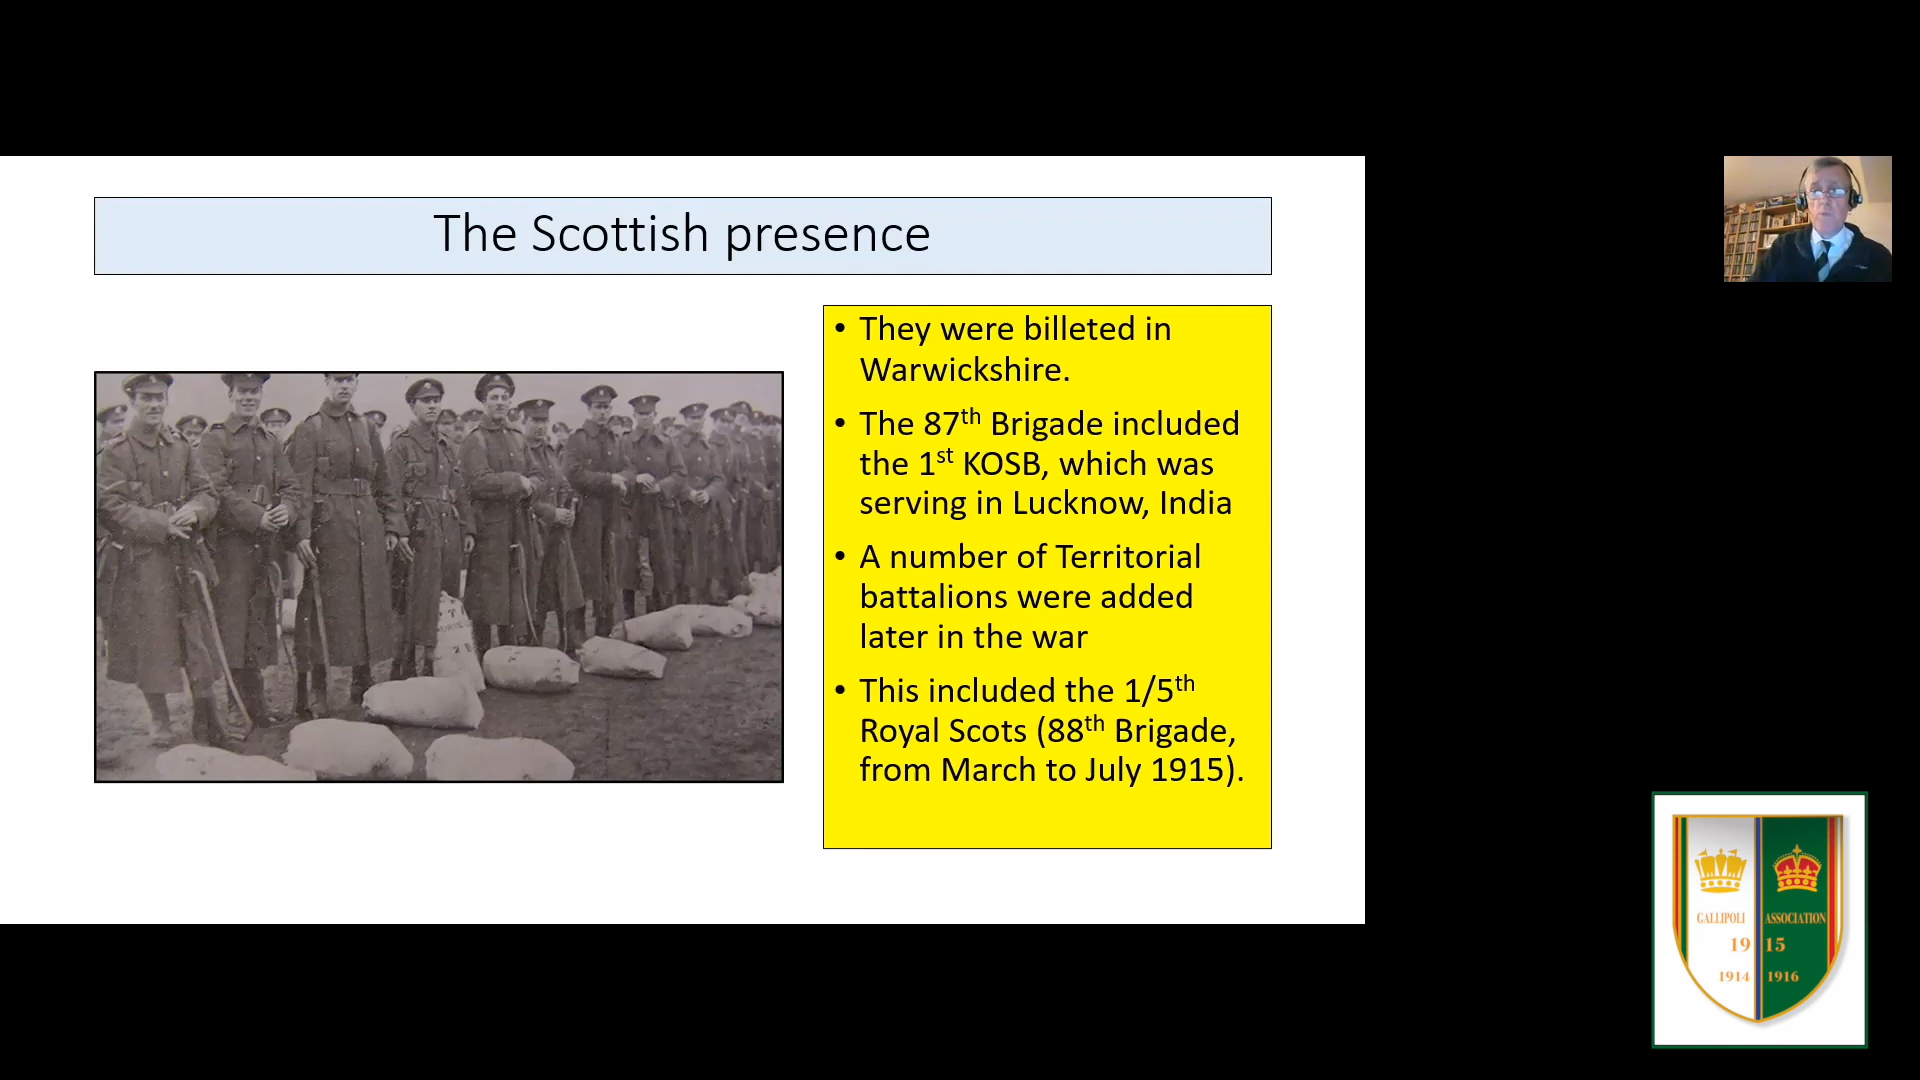 The Scottish presence
• They were billeted in
Warwickshire.
• The 87th Brigade included
the 1st KOSB, which was
serving in Lucknow, India
• A number of Territorial
battalions were added
later in the war
• This included the 1/5th
Royal Scots (88th Brigade,
from March to July 1915).
GALLIPOLI ASSOCIATION
19 15
1914 1916